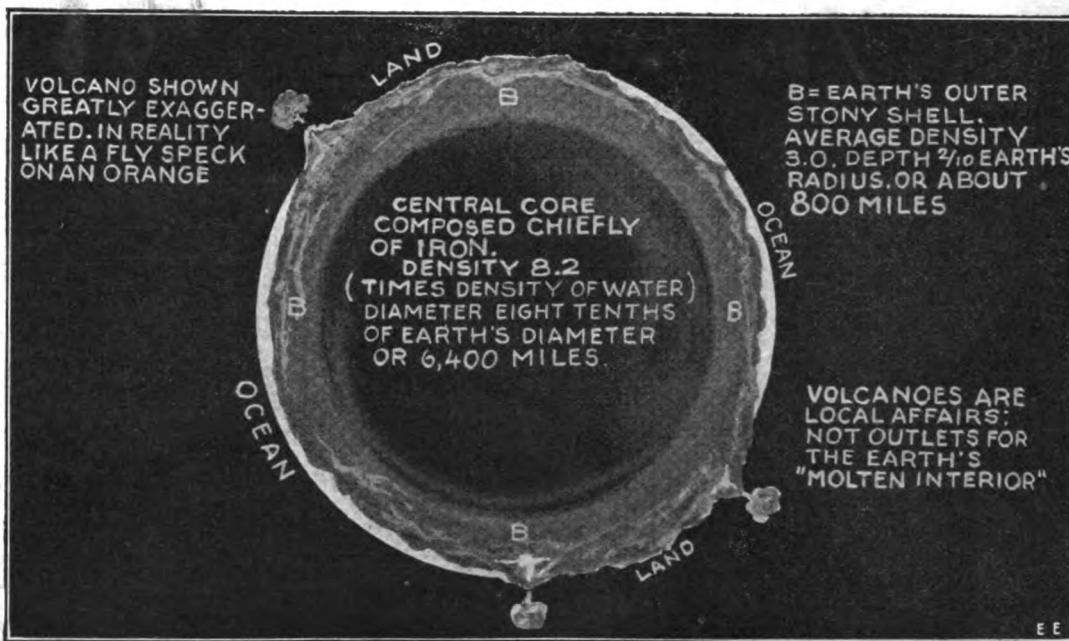 VOLCANO SHOWN
GREATLY EXAGGER-
ATED. IN REALITY
LIKE A FLY SPECK
ON AN ORANGE
LAND
B
B = EARTH'S OUTER
STONY SHELL.
AVERAGE DENSITY
3.0. DEPTH 2/10 EARTH'S
RADIUS. OR ABOUT
800 MILES
OCEAN
CENTRAL CORE
COMPOSED CHIEFLY
OF IRON.
DENSITY 8.2
(TIMES DENSITY OF WATER)
DIAMETER EIGHT TENTHS
OF EARTH'S DIAMETER
OR 6,400 MILES.
B
B
OCEAN
VOLCANOES ARE
LOCAL AFFAIRS:
NOT OUTLETS FOR
THE EARTH'S
"MOLTEN INTERIOR"
B
LAND
E E